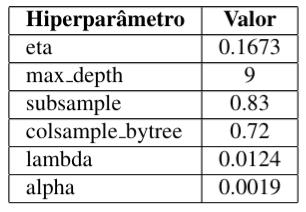 Hiperparâmetro Valor
eta 0.1673
max_depth 9
subsample 0.83
colsample_bytree 0.72
lambda 0.0124
alpha 0.0019